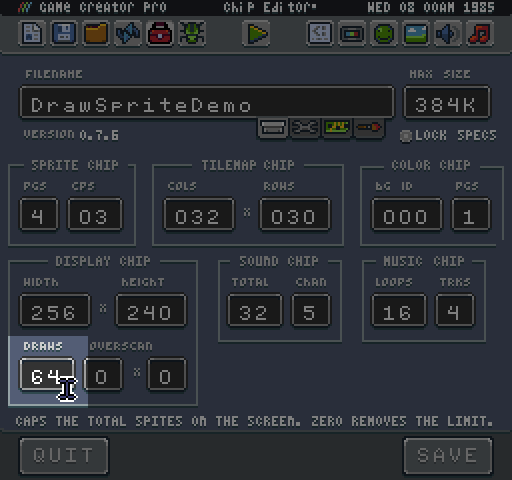 Game Creator Pro Chip Editor* WED 08 00AM 1985
FILENAME MAX SIZE
DrawSpriteDemo 384K
VERSION 0.7.6 LOCK SPECS
SPRITE CHIP TILEMAP CHIP COLOR CHIP
PGS CPS COLS ROWS BG ID PGS
4 03 032 x 030 000 1
DISPLAY CHIP SOUND CHIP MUSIC CHIP
WIDTH HEIGHT TOTAL CHAN LOOPS TRKS
256 x 240 32 5 16 4
DRAWS OVERSCAN
64 0 x 0
CAPS THE TOTAL SPITES ON THE SCREEN. ZERO REMOVES THE LIMIT.
QUIT SAVE